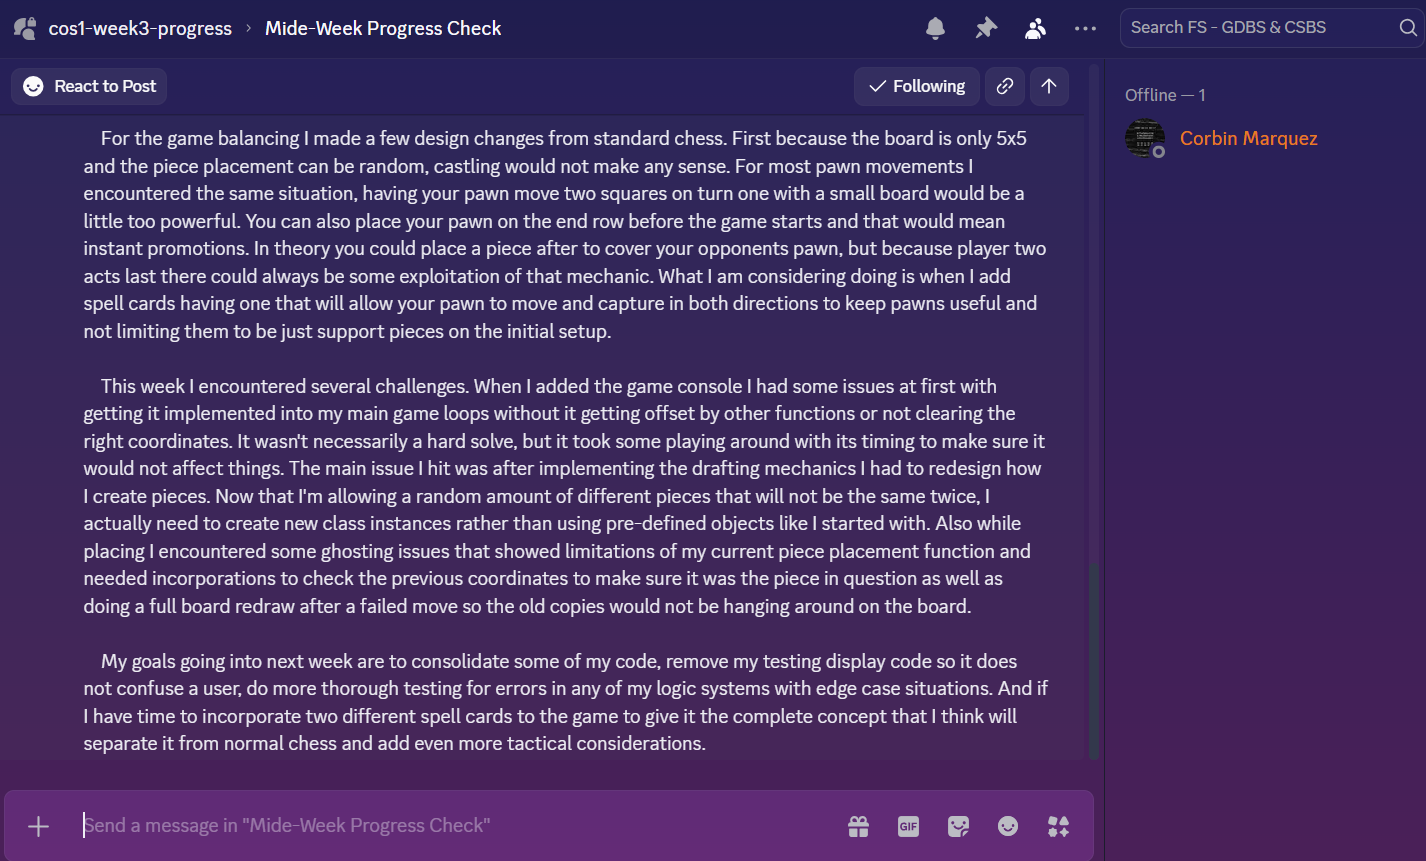 cos1-week3-progress › Mide-Week Progress Check
Search FS - GDBS & CSBS
React to Post
Following
Offline — 1
Corbin Marquez
For the game balancing I made a few design changes from standard chess. First because the board is only 5x5
and the piece placement can be random, castling would not make any sense. For most pawn movements I
encountered the same situation, having your pawn move two squares on turn one with a small board would be a
little too powerful. You can also place your pawn on the end row before the game starts and that would mean
instant promotions. In theory you could place a piece after to cover your opponents pawn, but because player two
acts last there could always be some exploitation of that mechanic. What I am considering doing is when I add
spell cards having one that will allow your pawn to move and capture in both directions to keep pawns useful and
not limiting them to be just support pieces on the initial setup.
This week I encountered several challenges. When I added the game console I had some issues at first with
getting it implemented into my main game loops without it getting offset by other functions or not clearing the
right coordinates. It wasn't necessarily a hard solve, but it took some playing around with its timing to make sure it
would not affect things. The main issue I hit was after implementing the drafting mechanics I had to redesign how
I create pieces. Now that I'm allowing a random amount of different pieces that will not be the same twice, I
actually need to create new class instances rather than using pre-defined objects like I started with. Also while
placing I encountered some ghosting issues that showed limitations of my current piece placement function and
needed incorporations to check the previous coordinates to make sure it was the piece in question as well as
doing a full board redraw after a failed move so the old copies would not be hanging around on the board.
My goals going into next week are to consolidate some of my code, remove my testing display code so it does
not confuse a user, do more thorough testing for errors in any of my logic systems with edge case situations. And if
I have time to incorporate two different spell cards to the game to give it the complete concept that I think will
separate it from normal chess and add even more tactical considerations.
Send a message in "Mide-Week Progress Check"
GIF